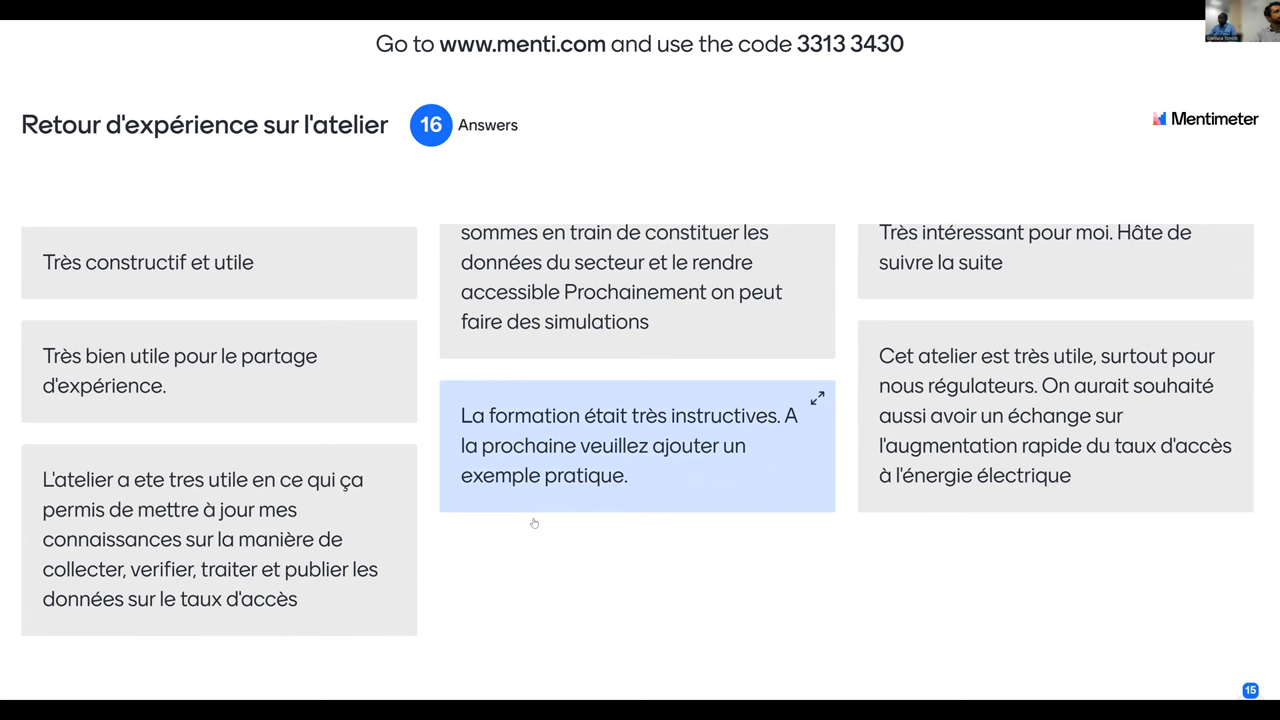 Go to www.menti.com and use the code 3313 3430
Retour d'expérience sur l'atelier
16 Answers
Mentimeter
Très constructif et utile
Très bien utile pour le partage
d'expérience.
L'atelier a ete tres utile en ce qui ça
permis de mettre à jour mes
connaissances sur la manière de
collecter, verifier, traiter et publier les
données sur le taux d'accès
sommes en train de constituer les
données du secteur et le rendre
accessible Prochainement on peut
faire des simulations
La formation était très instructives. A
la prochaine veuillez ajouter un
exemple pratique.
Très intéressant pour moi. Hâte de
suivre la suite
Cet atelier est très utile, surtout pour
nous régulateurs. On aurait souhaité
aussi avoir un échange sur
l'augmentation rapide du taux d'accès
à l'énergie électrique
15